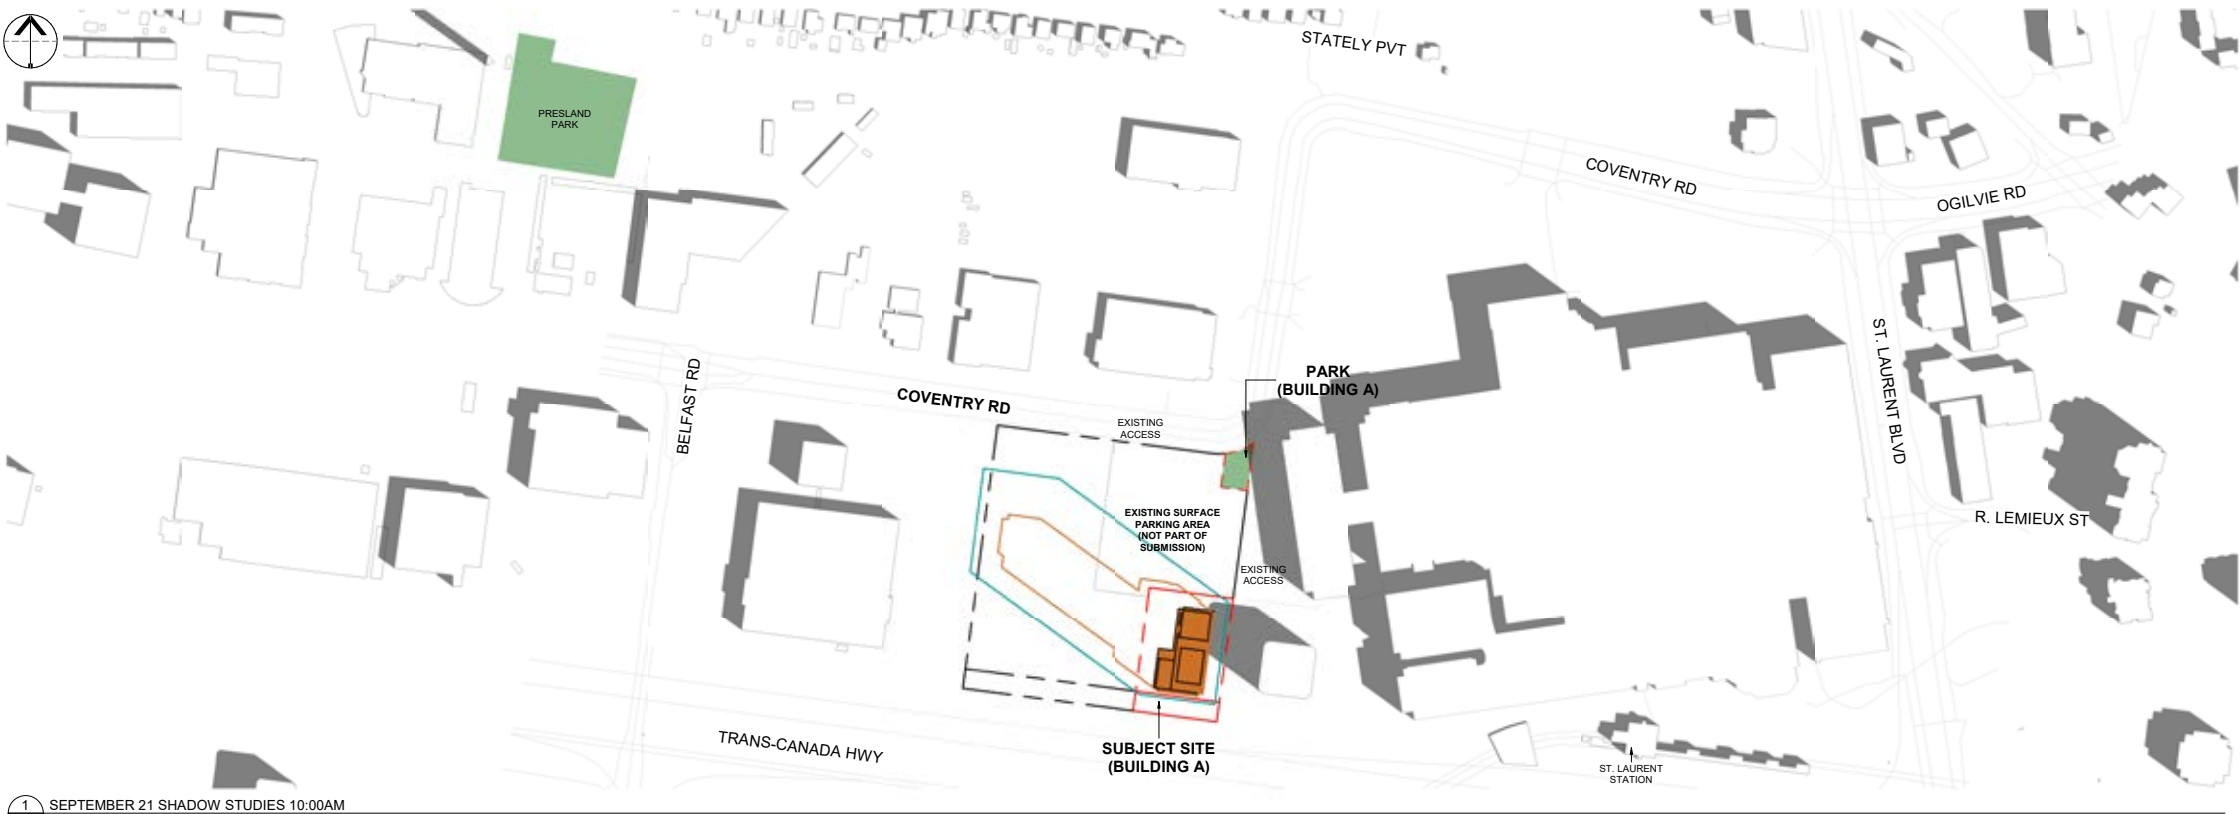 STATELY PVT
PRESLAND
PARK
COVENTRY RD
OGILVIE RD
ST. LAURENT BLVD
BELFAST RD
PARK
(BUILDING A)
COVENTRY RD
EXISTING
ACCESS
EXISTING SURFACE
PARKING AREA
(NOT PART OF
SUBMISSION)
R. LEMIEUX ST
EXISTING
ACCESS
TRANS-CANADA HWY
SUBJECT SITE
(BUILDING A)
ST. LAURENT
STATION
1 SEPTEMBER 21 SHADOW STUDIES 10:00AM